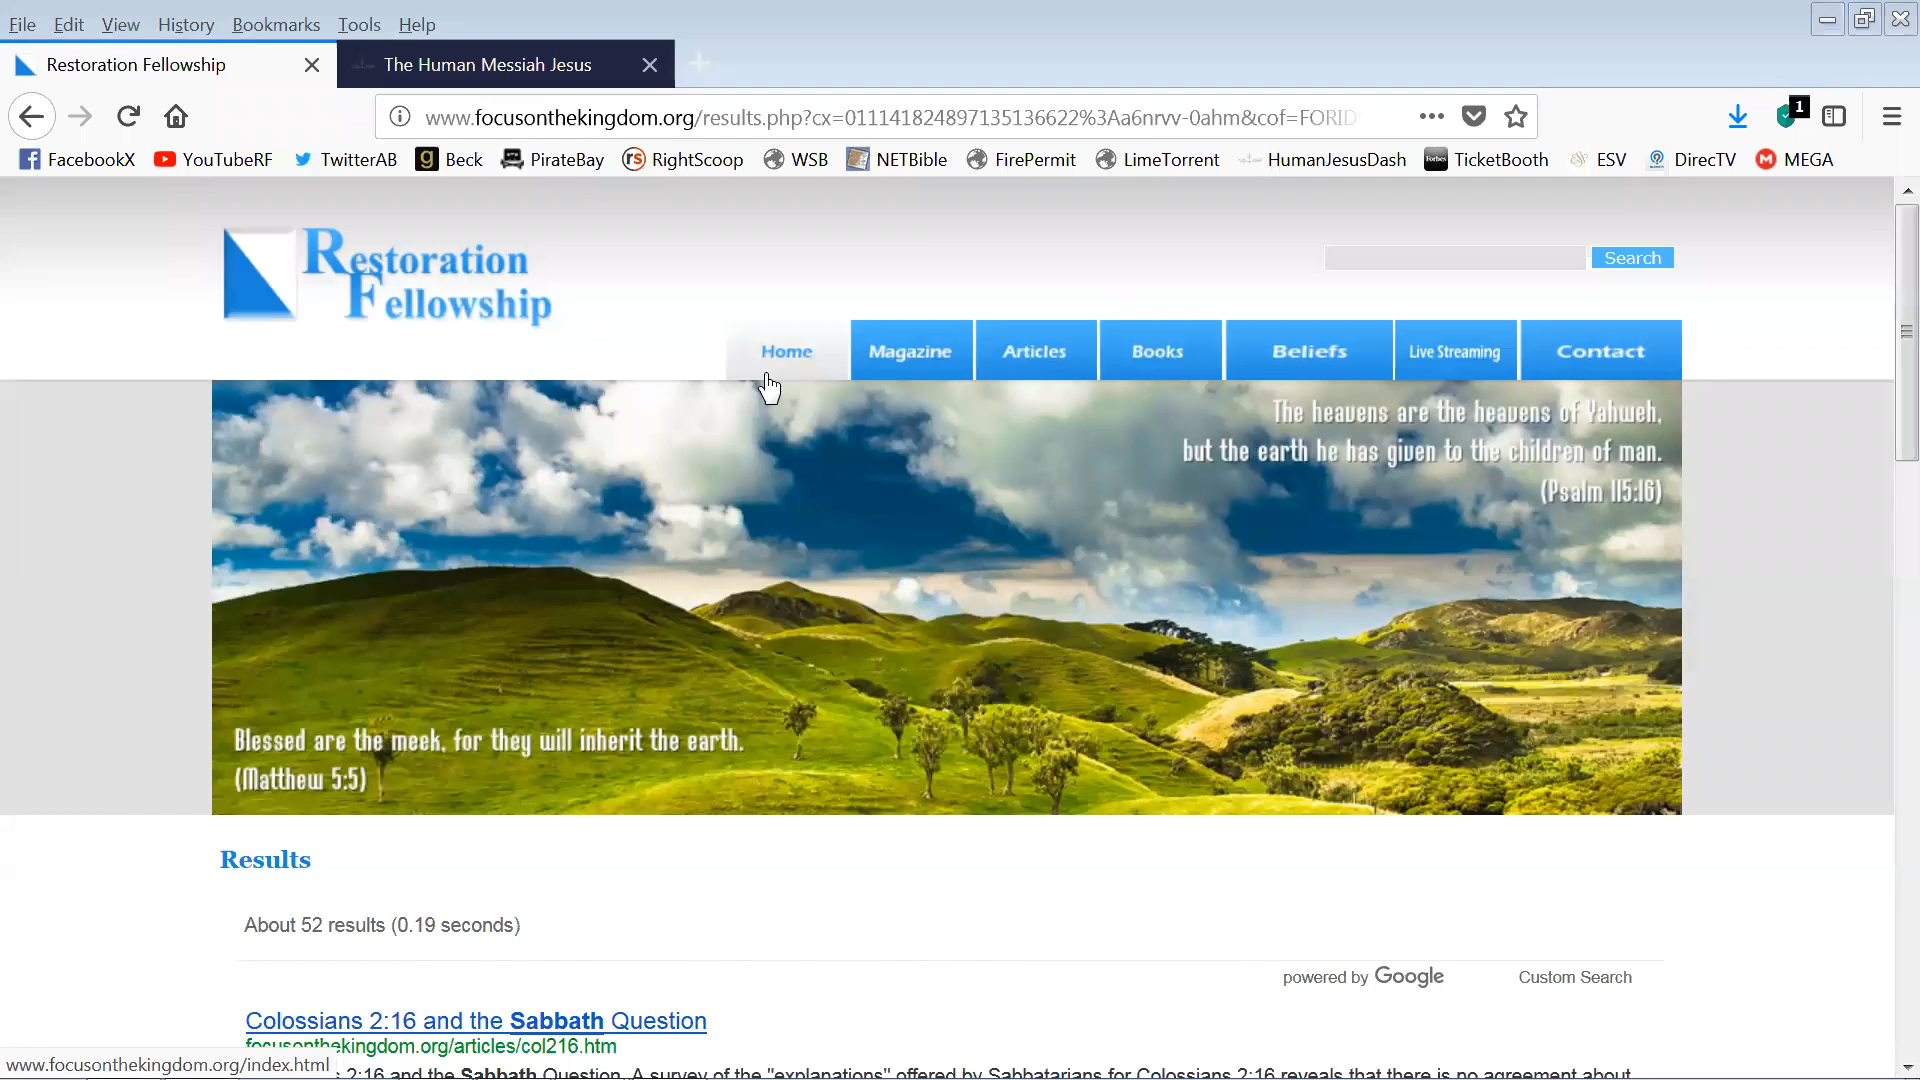 File Edit View History Bookmarks Tools Help
Restoration Fellowship
The Human Messiah Jesus
www.focusonthekingdom.org/results.php?cx=011141824897135136622%3Aa6nrvv-0ahm&cof=FORID
1
FacebookX YouTubeRF TwitterAB Beck PirateBay RightScoop WSB NETBible FirePermit LimeTorrent HumanJesusDash TicketBooth ESV DirecTV MEGA
Restoration
Fellowship
Search
Home Magazine Articles Books Beliefs Live Streaming Contact
The heavens are the heavens of Yahweh,
but the earth he has given to the children of man.
(Psalm 115:16)
Blessed are the meek, for they will inherit the earth.
(Matthew 5:5)
Results
About 52 results (0.19 seconds)
powered by Google Custom Search
Colossians 2:16 and the Sabbath Question
focusonthekingdom.org/articles/col216.htm
www.focusonthekingdom.org/index.html
2:16 and the Sabbath Question. A survey of the "explanations" offered by Sabbatarians for Colossians 2:16 reveals that there is no agreement about